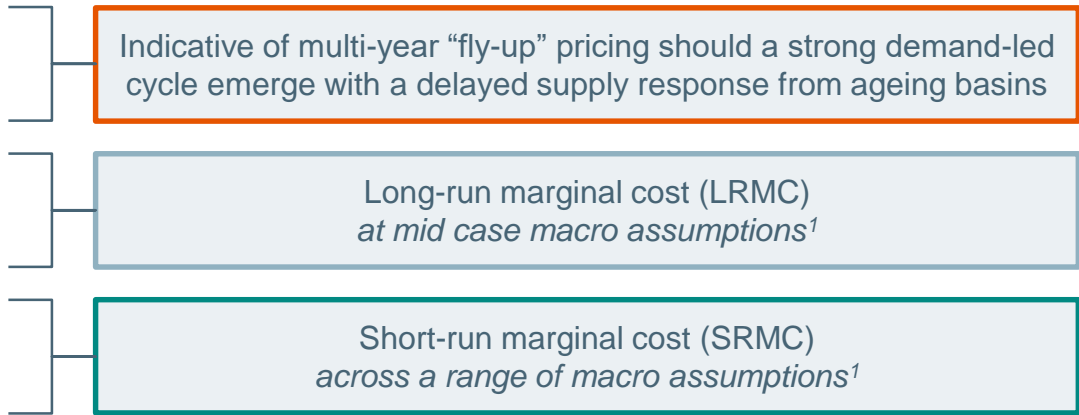 Indicative of multi-year “fly-up” pricing should a strong demand-led
cycle emerge with a delayed supply response from ageing basins
Long-run marginal cost (LRMC)
at mid case macro assumptions¹
Short-run marginal cost (SRMC)
across a range of macro assumptions¹